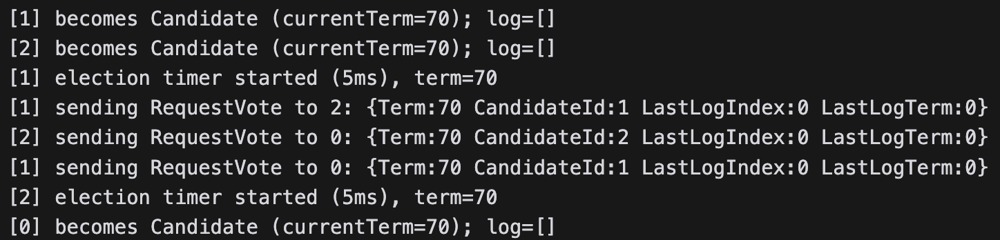 [1] becomes Candidate (currentTerm=70); log=[]
[2] becomes Candidate (currentTerm=70); log=[]
[1] election timer started (5ms), term=70
[1] sending RequestVote to 2: {Term:70 CandidateId:1 LastLogIndex:0 LastLogTerm:0}
[2] sending RequestVote to 0: {Term:70 CandidateId:2 LastLogIndex:0 LastLogTerm:0}
[1] sending RequestVote to 0: {Term:70 CandidateId:1 LastLogIndex:0 LastLogTerm:0}
[2] election timer started (5ms), term=70
[0] becomes Candidate (currentTerm=70); log=[]